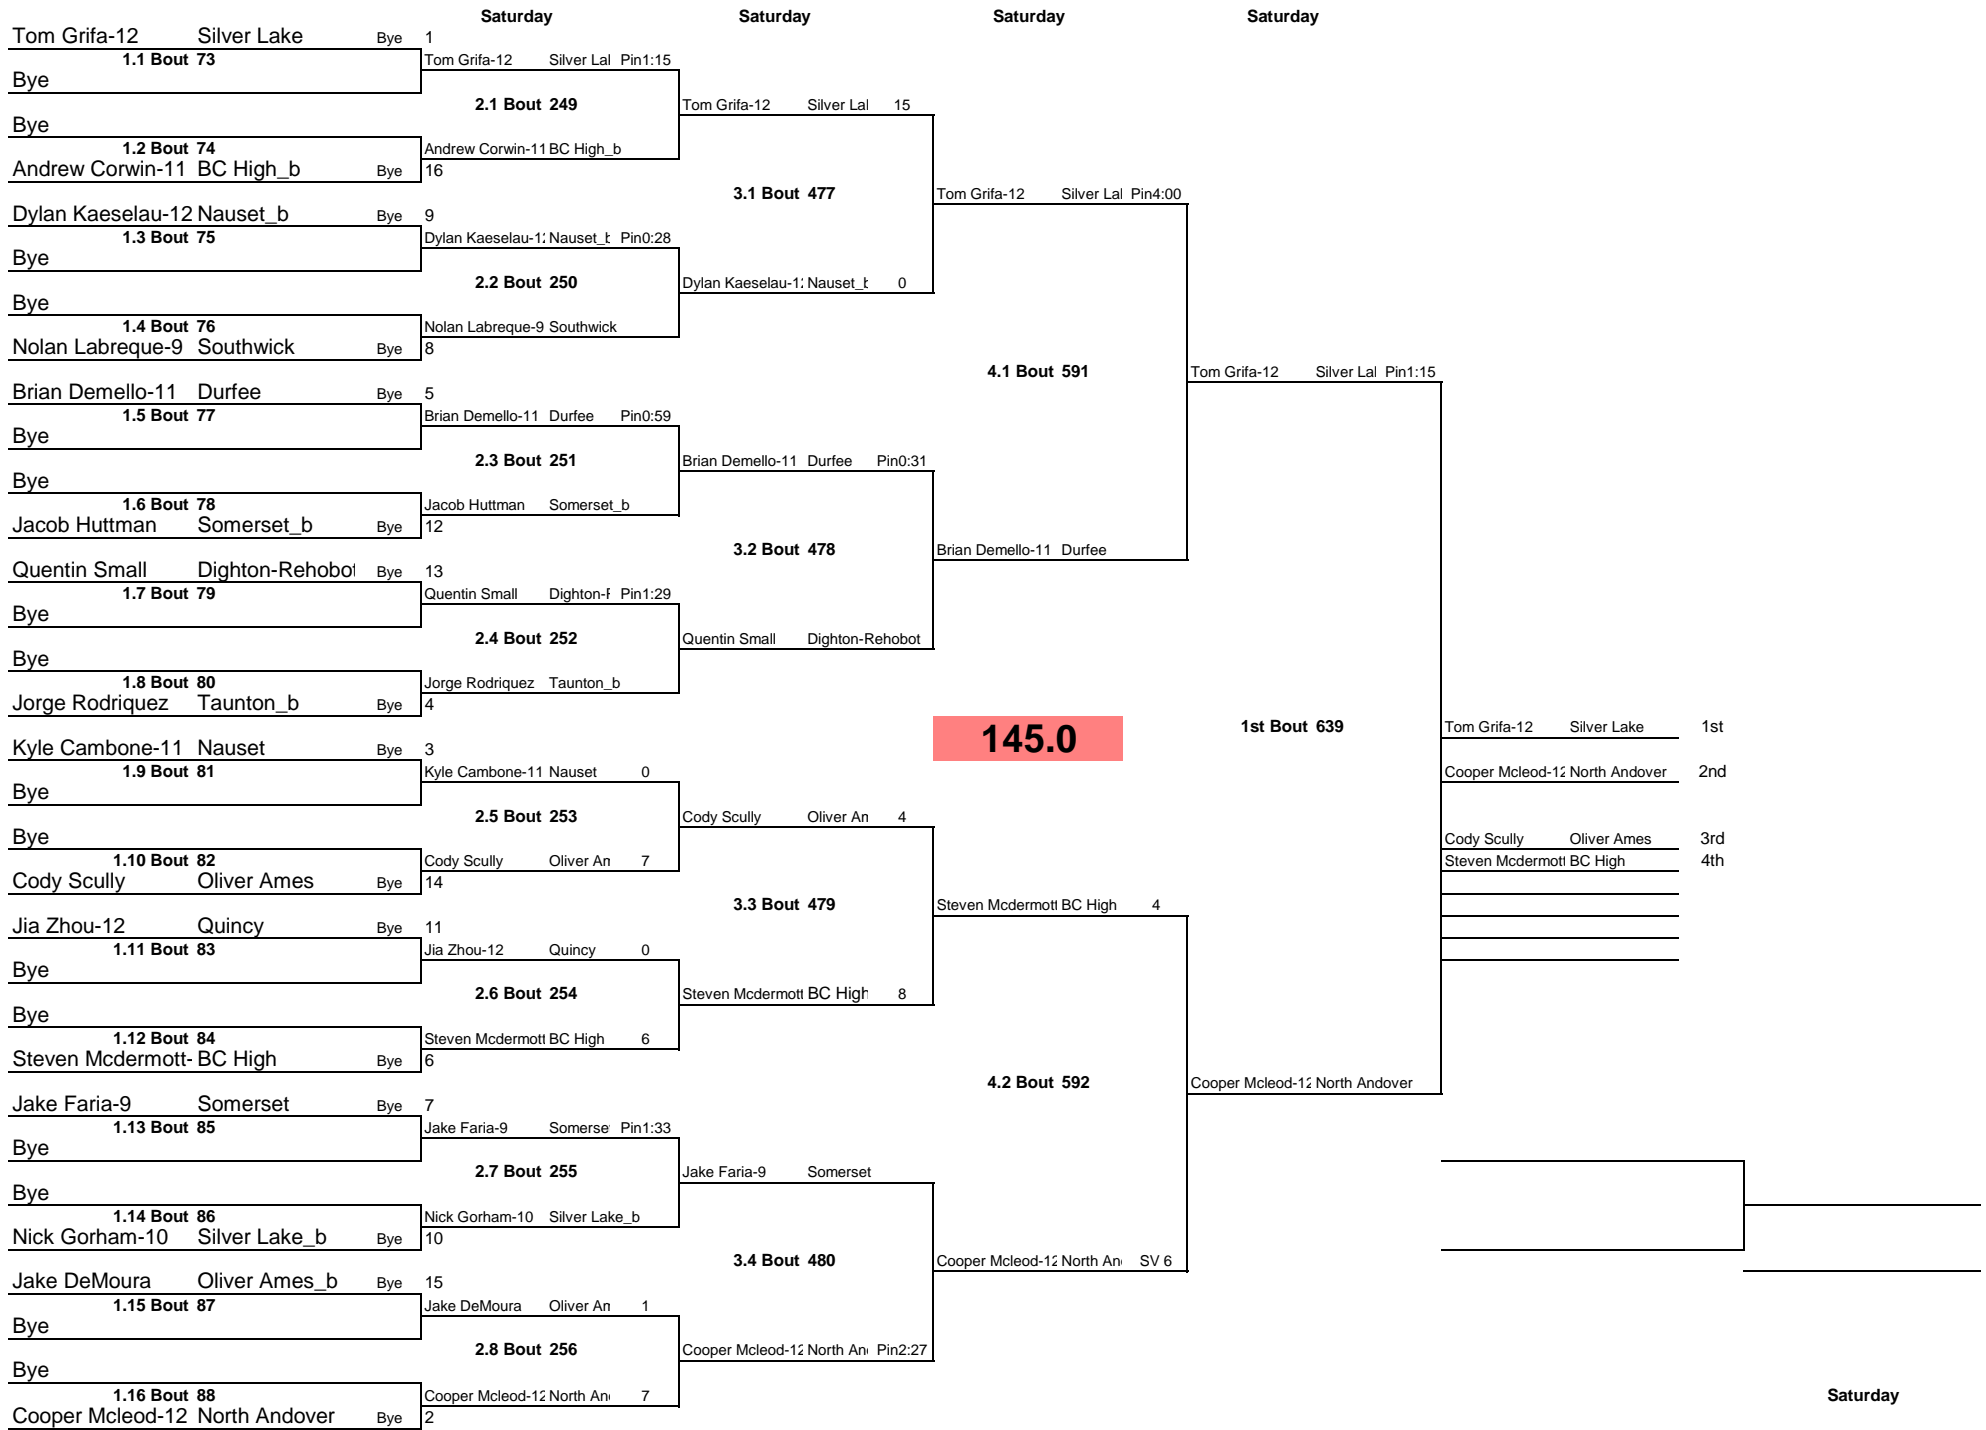 Saturday Saturday Saturday Saturday
Tom Grifa-12 Silver Lake Bye 1
1.1 Bout 73 Tom Grifa-12 Silver Lal Pin1:15
Bye
2.1 Bout 249 Tom Grifa-12 Silver Lal 15
Bye
1.2 Bout 74 Andrew Corwin-11 BC High_b
Andrew Corwin-11 BC High_b Bye 16
3.1 Bout 477 Tom Grifa-12 Silver Lal Pin4:00
Dylan Kaeselau-12 Nauset_b Bye 9
1.3 Bout 75 Dylan Kaeselau-1: Nauset_t Pin0:28
Bye
2.2 Bout 250 Dylan Kaeselau-1: Nauset_t 0
Bye
1.4 Bout 76 Nolan Labreque-9 Southwick
Nolan Labreque-9 Southwick Bye 8
4.1 Bout 591 Tom Grifa-12 Silver Lal Pin1:15
Brian Demello-11 Durfee Bye 5
1.5 Bout 77 Brian Demello-11 Durfee Pin0:59
Bye
2.3 Bout 251 Brian Demello-11 Durfee Pin0:31
Bye
1.6 Bout 78 Jacob Huttman Somerset_b
Jacob Huttman Somerset_b Bye 12
3.2 Bout 478 Brian Demello-11 Durfee
Quentin Small Dighton-Rehobot Bye 13
1.7 Bout 79 Quentin Small Dighton-F Pin1:29
Bye
2.4 Bout 252 Quentin Small Dighton-Rehobot
Bye
1.8 Bout 80 Jorge Rodriquez Taunton_b
Jorge Rodriquez Taunton_b Bye 4
145.0 1st Bout 639 Tom Grifa-12 Silver Lake 1st
Kyle Cambone-11 Nauset Bye 3
1.9 Bout 81 Kyle Cambone-11 Nauset 0 Cooper Mcleod-12 North Andover 2nd
Bye
2.5 Bout 253 Cody Scully Oliver An 4
Bye Cody Scully Oliver Ames 3rd
1.10 Bout 82 Cody Scully Oliver An 7 Steven Mcdermott BC High 4th
Cody Scully Oliver Ames Bye 14
3.3 Bout 479 Steven Mcdermott BC High 4
Jia Zhou-12 Quincy Bye 11
1.11 Bout 83 Jia Zhou-12 Quincy 0
Bye
2.6 Bout 254 Steven Mcdermott BC High 8
Bye
1.12 Bout 84 Steven Mcdermott BC High 6
Steven Mcdermott- BC High Bye 6
4.2 Bout 592 Cooper Mcleod-12 North Andover
Jake Faria-9 Somerset Bye 7
1.13 Bout 85 Jake Faria-9 Somerse Pin1:33
Bye
2.7 Bout 255 Jake Faria-9 Somerset
Bye
1.14 Bout 86 Nick Gorham-10 Silver Lake_b
Nick Gorham-10 Silver Lake_b Bye 10
3.4 Bout 480 Cooper Mcleod-12 North An SV 6
Jake DeMoura Oliver Ames_b Bye 15
1.15 Bout 87 Jake DeMoura Oliver An 1
Bye
2.8 Bout 256 Cooper Mcleod-12 North An Pin2:27
Bye
1.16 Bout 88 Cooper Mcleod-12 North An 7 Saturday
Cooper Mcleod-12 North Andover Bye 2